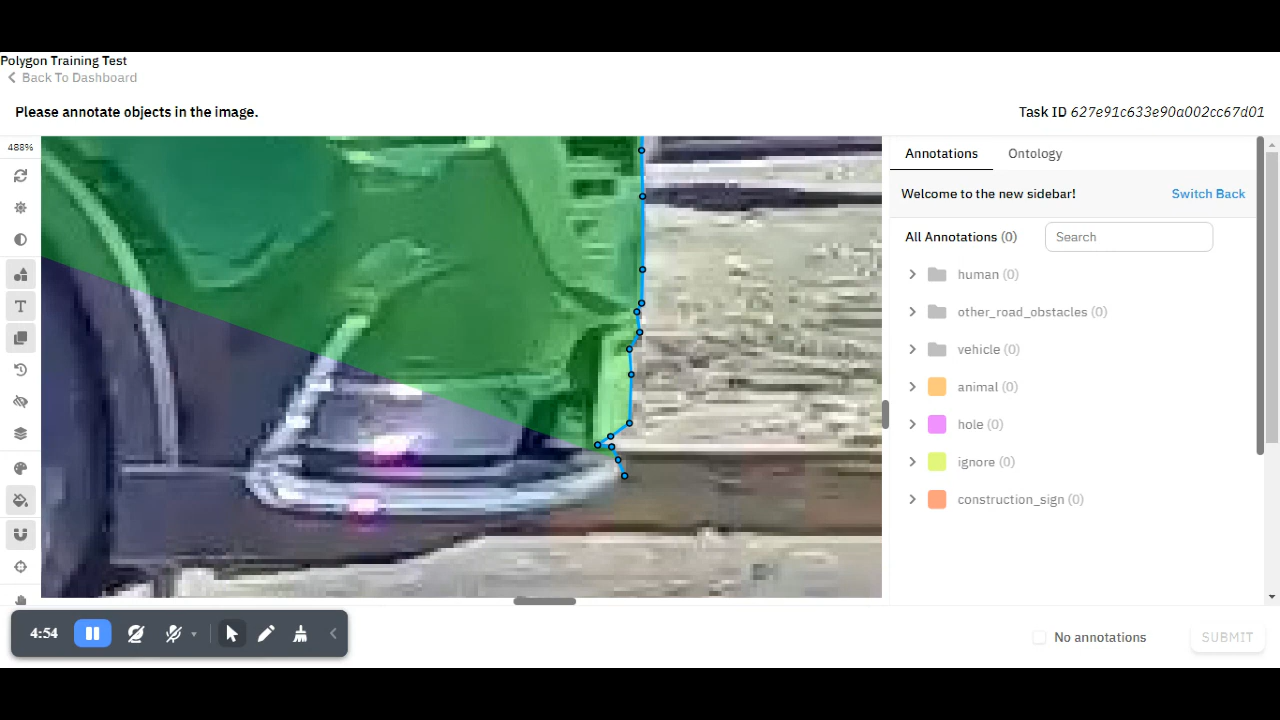 Polygon Training Test
Back To Dashboard
Please annotate objects in the image.
Task ID 627e91c633e90a002cc67d01
488%
Annotations
Ontology
Welcome to the new sidebar!
Switch Back
All Annotations (0)
Search
human (0)
other_road_obstacles (0)
vehicle (0)
animal (0)
hole (0)
ignore (0)
construction_sign (0)
4:54
No annotations
SUBMIT